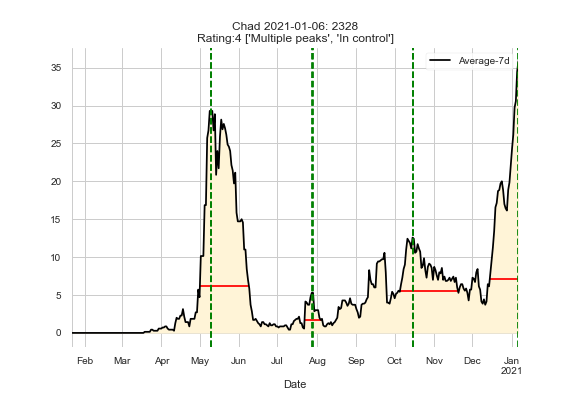 Chad 2021-01-06: 2328
Rating:4 ['Multiple peaks', 'In control']
Average-7d
35
30
25
20
15
10
5
0
Feb Mar Apr May Jun Jul Aug Sep Oct Nov Dec Jan
2021
Date